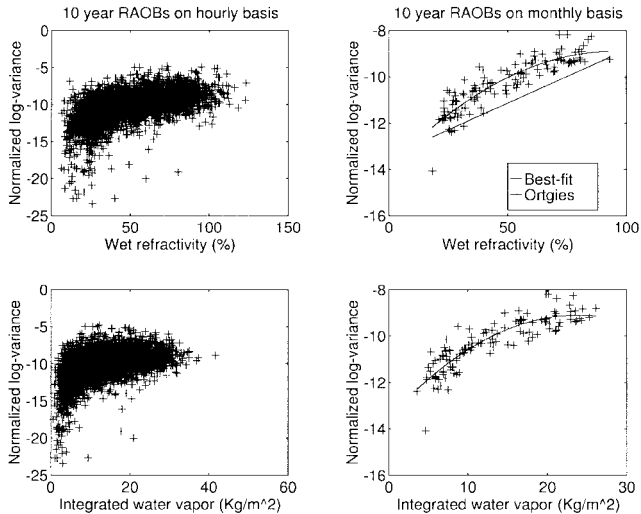 10 year RAOBs on hourly basis
0
-5
-10
-15
-20
-25
0 50 100 150
Normalized log-variance
Wet refractivity (%)
10 year RAOBs on monthly basis
-8
-10
-12
-14
-16
0 50 100
Normalized log-variance
Wet refractivity (%)
Best-fit
Ortgies
0
-5
-10
-15
-20
-25
0 20 40 60
Normalized log-variance
Integrated water vapor (Kg/m^2)
-8
-10
-12
-14
-16
0 10 20 30
Normalized log-variance
Integrated water vapor (Kg/m^2)